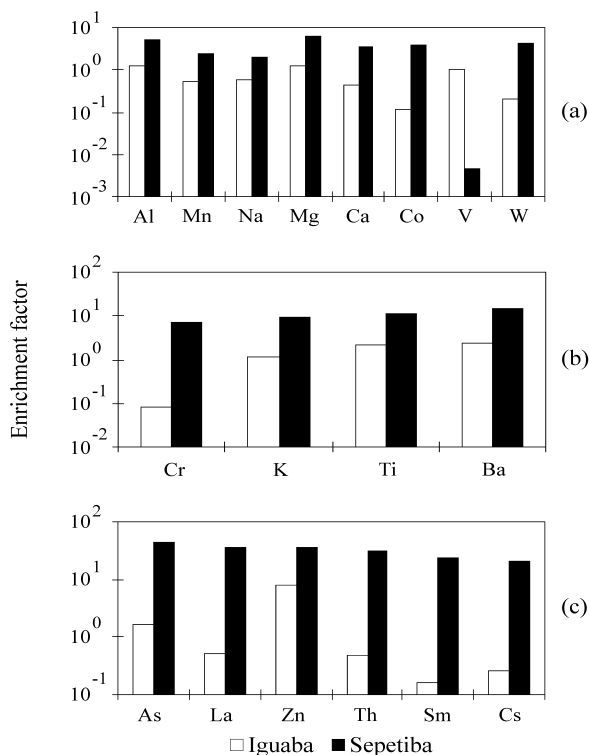 Enrichment factor
10^1
10^0
10^-1
10^-2
10^-3
Al Mn Na Mg Ca Co V W
(a)
10^2
10^1
10^0
10^-1
10^-2
Cr K Ti Ba
(b)
10^2
10^1
10^0
10^-1
As La Zn Th Sm Cs
(c)
Iguaba Sepetiba